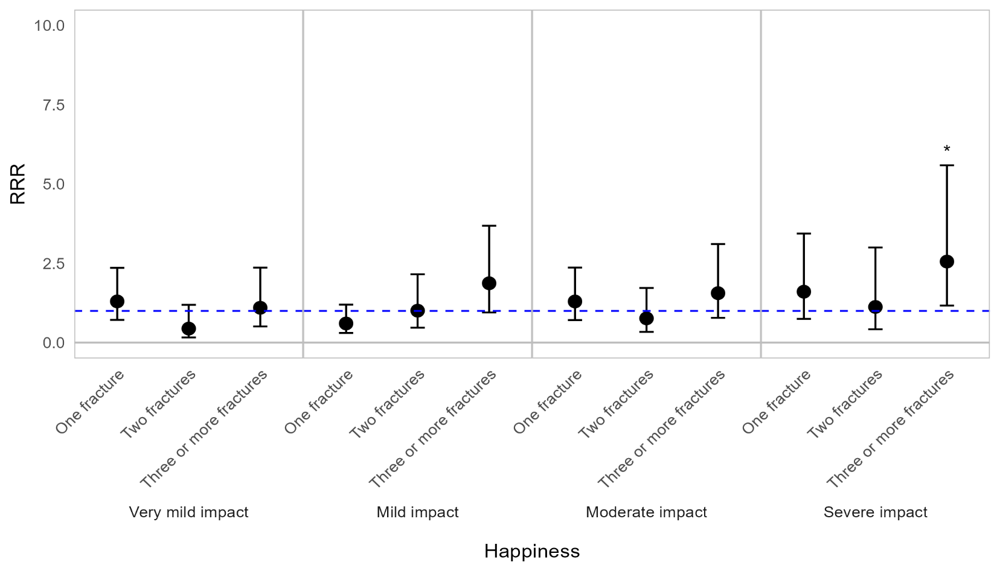 10.0
7.5
5.0
2.5
0.0
RRR
*
One fracture
Two fractures
Three or more fractures
One fracture
Two fractures
Three or more fractures
One fracture
Two fractures
Three or more fractures
One fracture
Two fractures
Three or more fractures
Very mild impact
Mild impact
Moderate impact
Severe impact
Happiness